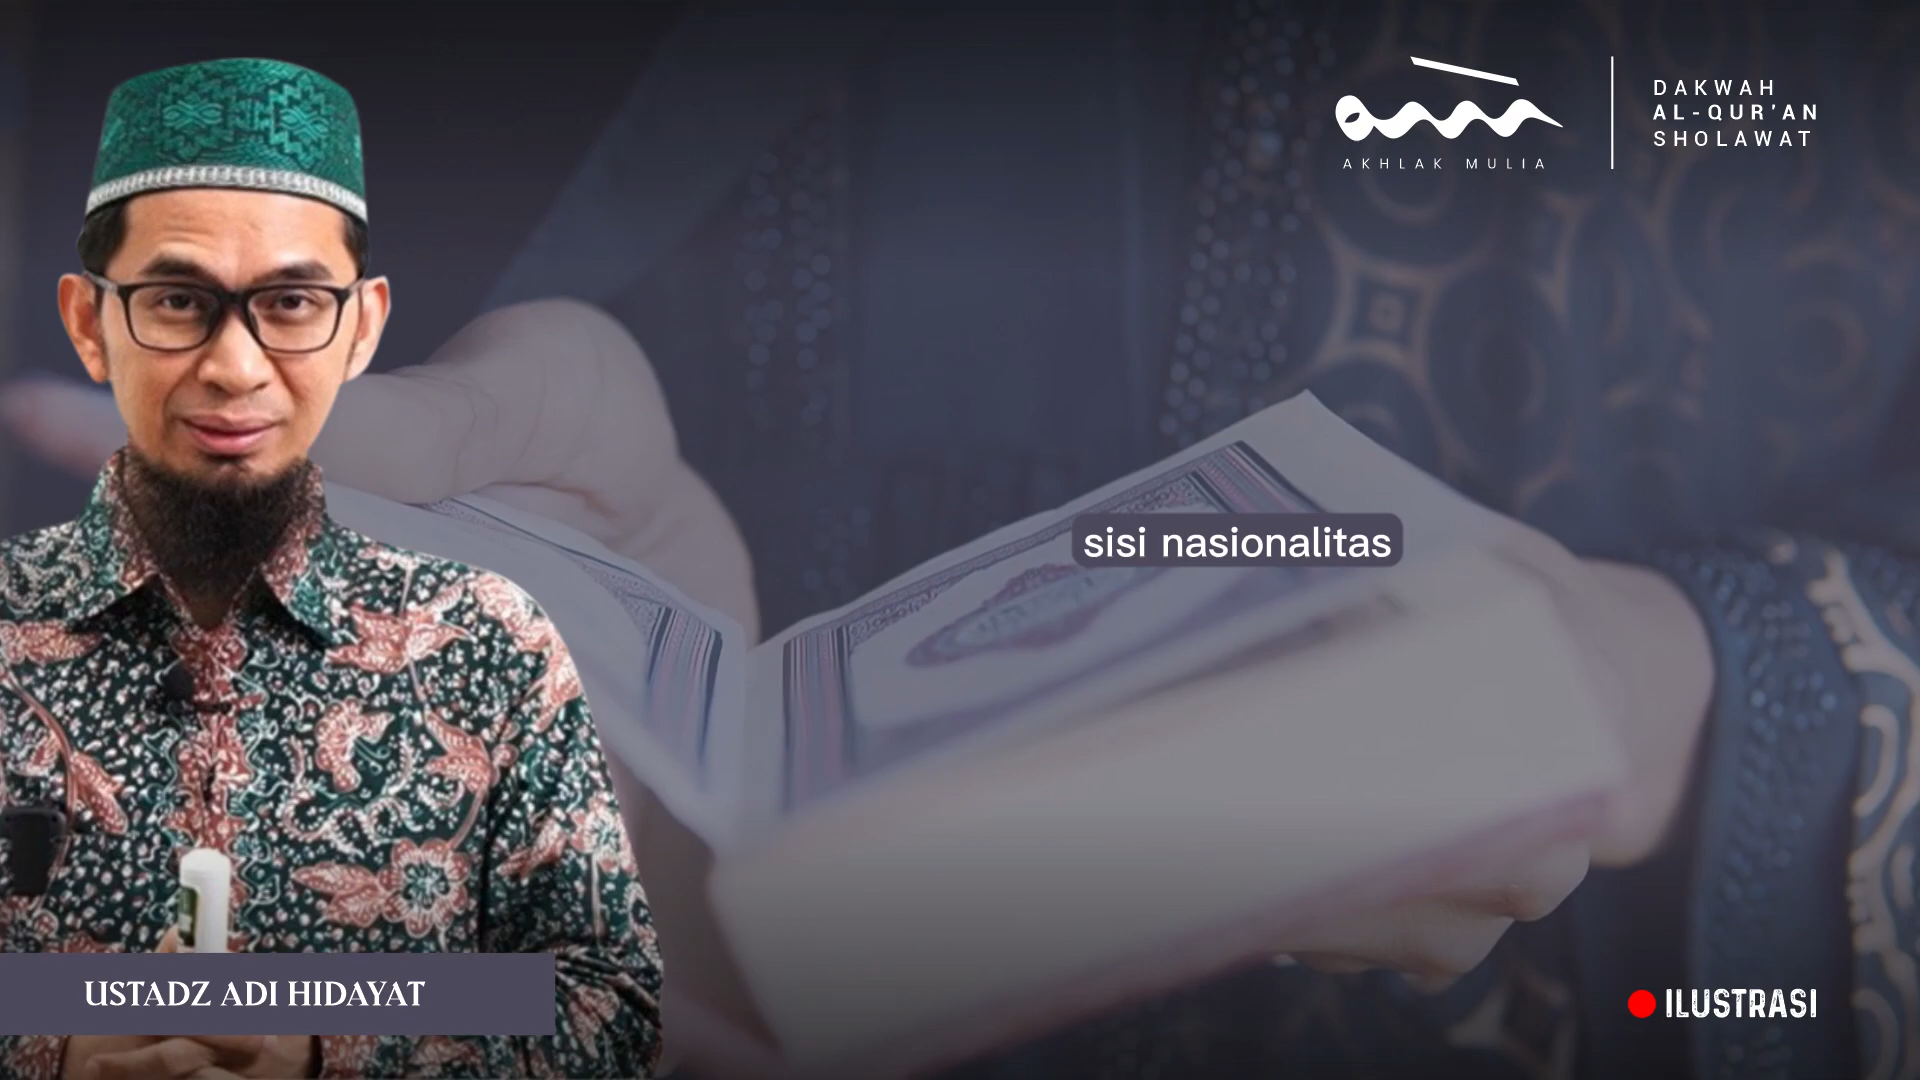 AKHLAK MULIA
DAKWAH
AL-QUR'AN
SHOLAWAT
sisi nasionalitas
USTADZ ADI HIDAYAT
ILUSTRASI